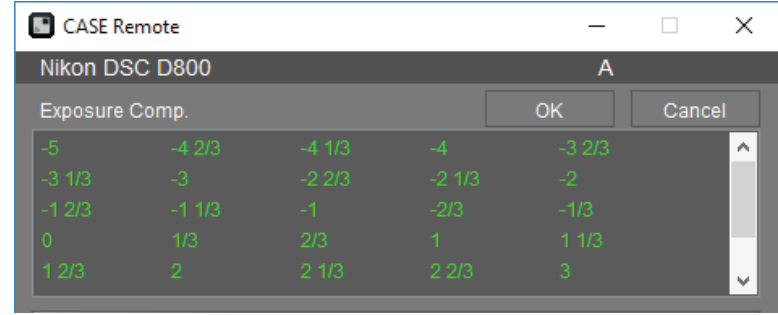 CASE Remote
Nikon DSC D800 A
Exposure Comp. OK Cancel
-5 -4 2/3 -4 1/3 -4 -3 2/3
-3 1/3 -3 -2 2/3 -2 1/3 -2
-1 2/3 -1 1/3 -1 -2/3 -1/3
0 1/3 2/3 1 1 1/3
1 2/3 2 2 1/3 2 2/3 3